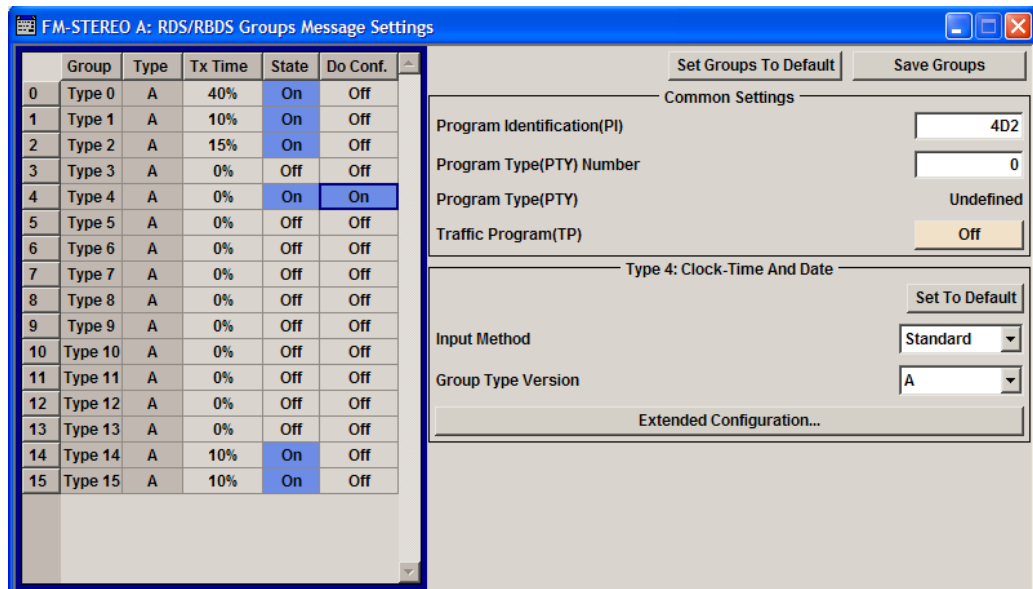 FM-STEREO A: RDS/RBDS Groups Message Settings
Group Type Tx Time State Do Conf.
0 Type 0 A 40% On Off
1 Type 1 A 10% On Off
2 Type 2 A 15% On Off
3 Type 3 A 0% Off Off
4 Type 4 A 0% On On
5 Type 5 A 0% Off Off
6 Type 6 A 0% Off Off
7 Type 7 A 0% Off Off
8 Type 8 A 0% Off Off
9 Type 9 A 0% Off Off
10 Type 10 A 0% Off Off
11 Type 11 A 0% Off Off
12 Type 12 A 0% Off Off
13 Type 13 A 0% Off Off
14 Type 14 A 10% On Off
15 Type 15 A 10% On Off
Set Groups To Default Save Groups
Common Settings
Program Identification(PI) 4D2
Program Type(PTY) Number 0
Program Type(PTY) Undefined
Traffic Program(TP) Off
Type 4: Clock-Time And Date
Set To Default
Input Method Standard
Group Type Version A
Extended Configuration...